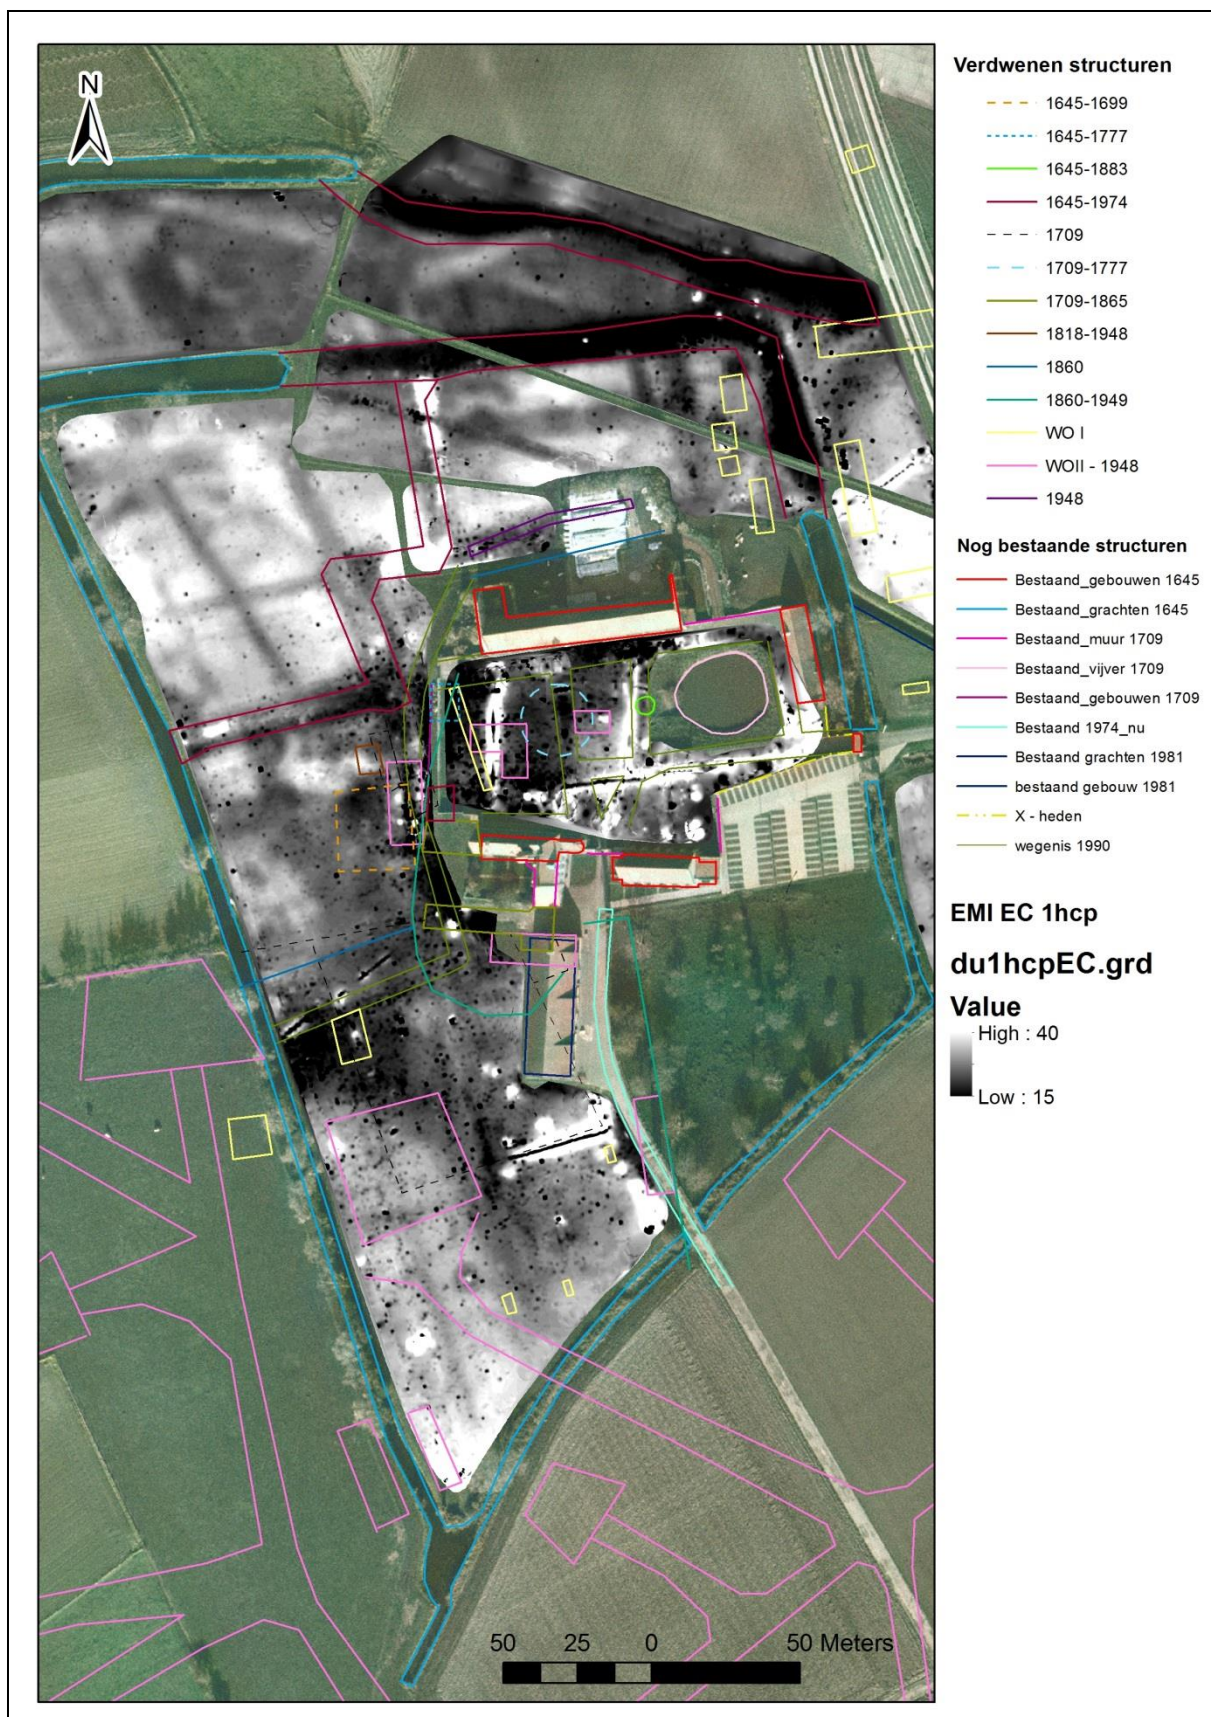 N
Verdwenen structuren
1645-1699
1645-1777
1645-1883
1645-1974
1709
1709-1777
1709-1865
1818-1948
1860
1860-1949
WO I
WOII - 1948
1948
Nog bestaande structuren
Bestaand_gebouwen 1645
Bestaand_grachten 1645
Bestaand_muur 1709
Bestaand_vijver 1709
Bestaand_gebouwen 1709
Bestaand 1974_nu
Bestaand grachten 1981
bestaand gebouw 1981
X - heden
wegenis 1990
EMI EC 1hcp
du1hcpEC.grd
Value
High : 40
Low : 15
50 25 0 50 Meters